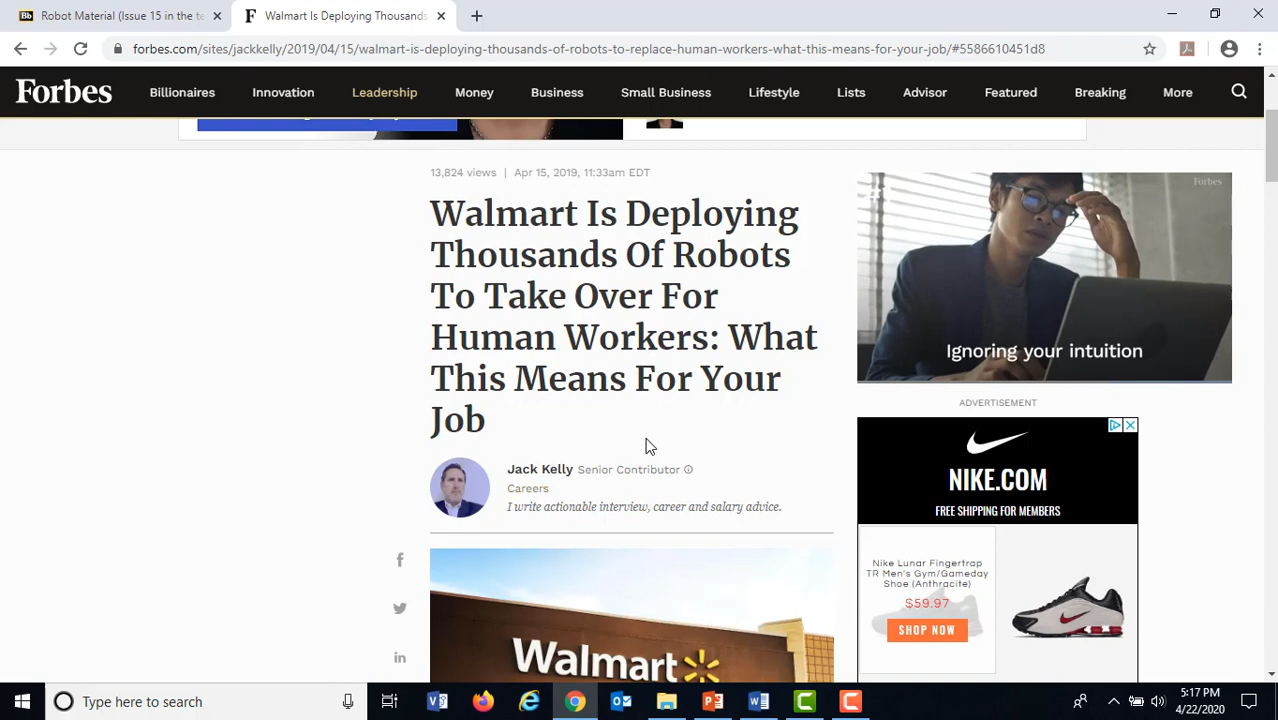 Robot Material (Issue 15 in the te
Walmart Is Deploying Thousands
forbes.com/sites/jackkelly/2019/04/15/walmart-is-deploying-thousands-of-robots-to-replace-human-workers-what-this-means-for-your-job/#5586610451d8
Forbes
Billionaires
Innovation
Leadership
Money
Business
Small Business
Lifestyle
Lists
Advisor
Featured
Breaking
More
13,824 views | Apr 15, 2019, 11:33am EDT
Walmart Is Deploying
Thousands Of Robots
To Take Over For
Human Workers: What
This Means For Your
Job
Jack Kelly Senior Contributor
Careers
I write actionable interview, career and salary advice.
Walmart
Forbes
Ignoring your intuition
ADVERTISEMENT
NIKE.COM
FREE SHIPPING FOR MEMBERS
Nike Lunar Fingertrap
TR Men's Gym/Gameday
Shoe (Anthracite)
$59.97
SHOP NOW
Type here to search
5:17 PM
4/22/2020